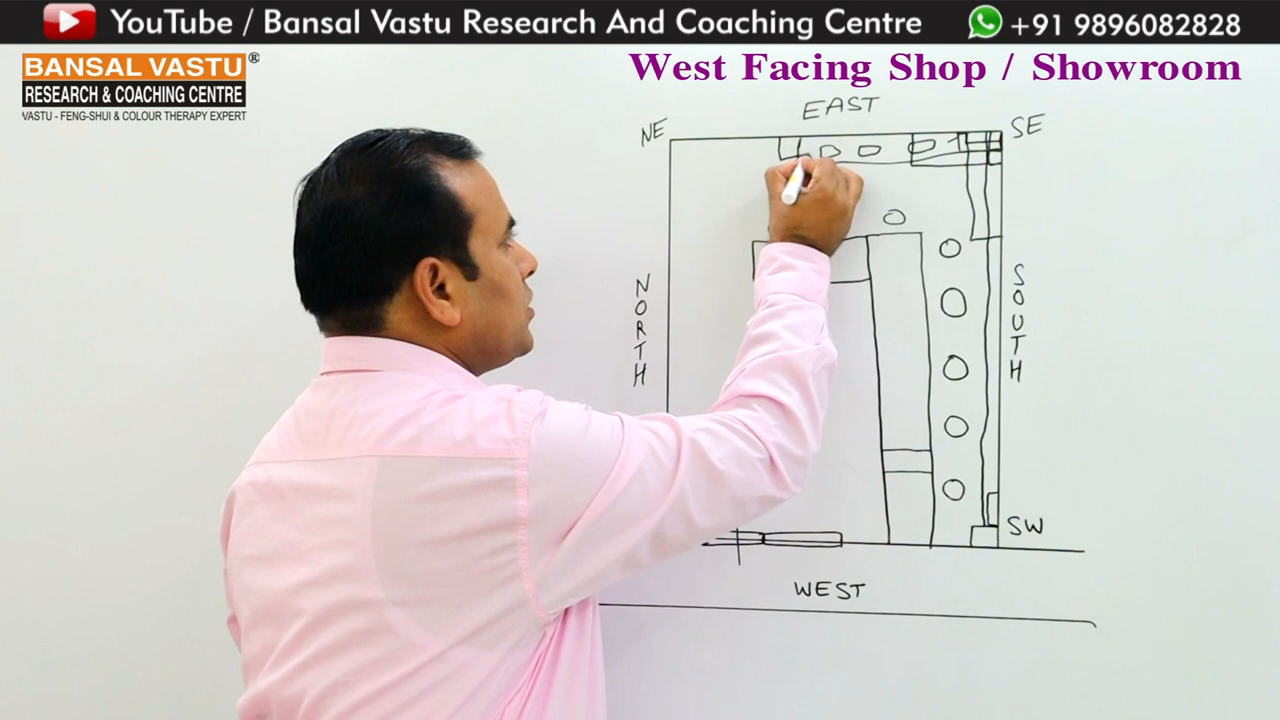 YouTube / Bansal Vastu Research And Coaching Centre
+91 9896082828
BANSAL VASTU®
RESEARCH & COACHING CENTRE
VASTU - FENG-SHUI & COLOUR THERAPY EXPERT
West Facing Shop / Showroom
EAST
NE
SE
NORTH
SOUTH
SW
WEST